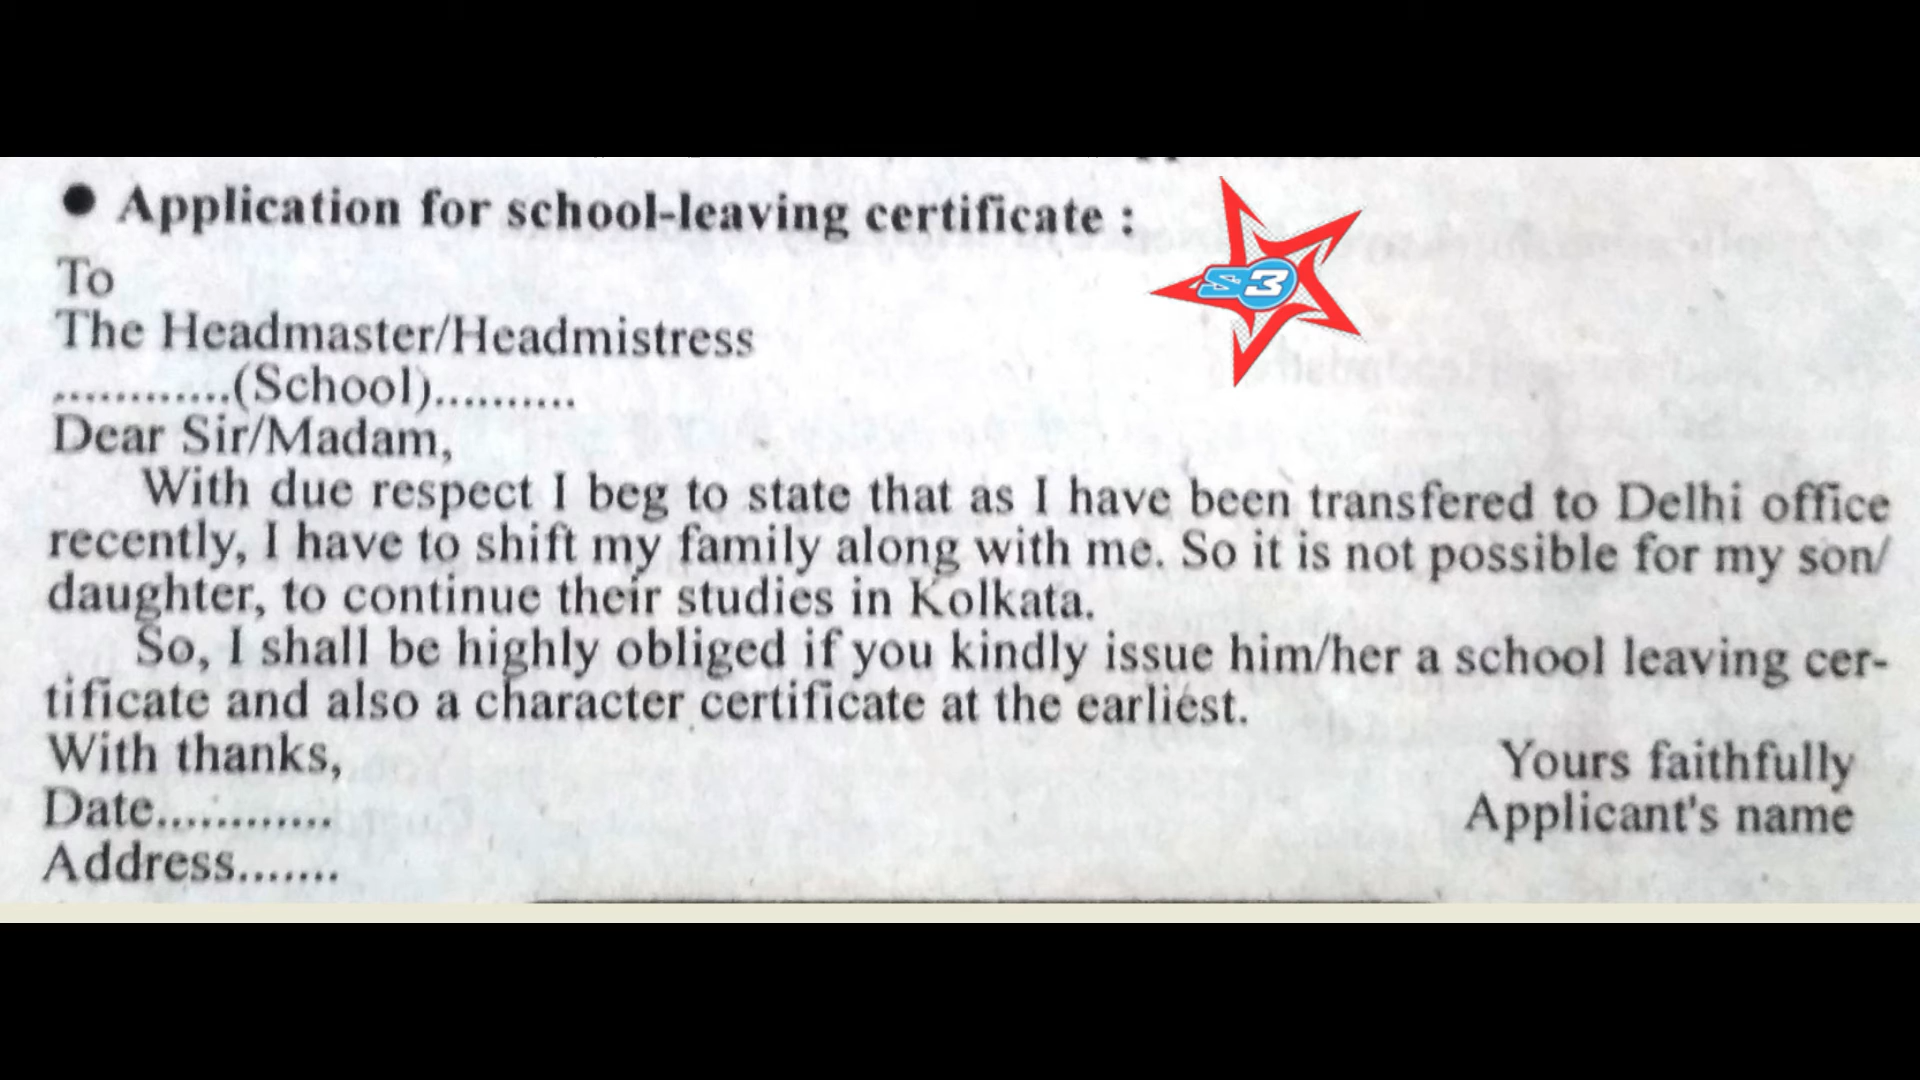 ● Application for school-leaving certificate :
S3
To
The Headmaster/Headmistress
............(School)..........
Dear Sir/Madam,
With due respect I beg to state that as I have been transfered to Delhi office
recently, I have to shift my family along with me. So it is not possible for my son/
daughter, to continue their studies in Kolkata.
So, I shall be highly obliged if you kindly issue him/her a school leaving cer-
tificate and also a character certificate at the earliest.
With thanks,
Yours faithfully
Date............
Applicant's name
Address.......